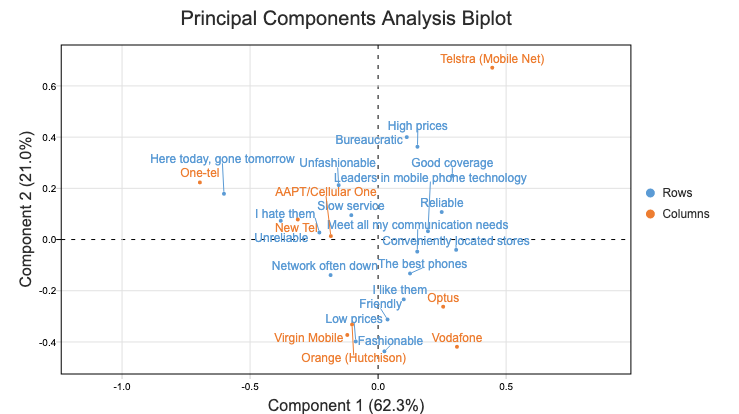 Principal Components Analysis Biplot
Telstra (Mobile Net)
0.6
High prices
0.4
Bureaucratic
Here today, gone tomorrow
Unfashionable
Good coverage
One-tel
Leaders in mobile phone technology
0.2
AAPT/Cellular One
Rows
Slow service
Reliable
I hate them
Columns
New Tel
Meet all my communication needs
0.0
Unreliable
Conveniently located stores
Network often down
The best phones
-0.2
I like them
Optus
Friendly
Low prices
Virgin Mobile
Fashionable
Vodafone
-0.4
Orange (Hutchison)
-1.0
-0.5
0.0
0.5
Component 1 (62.3%)
Component 2 (21.0%)